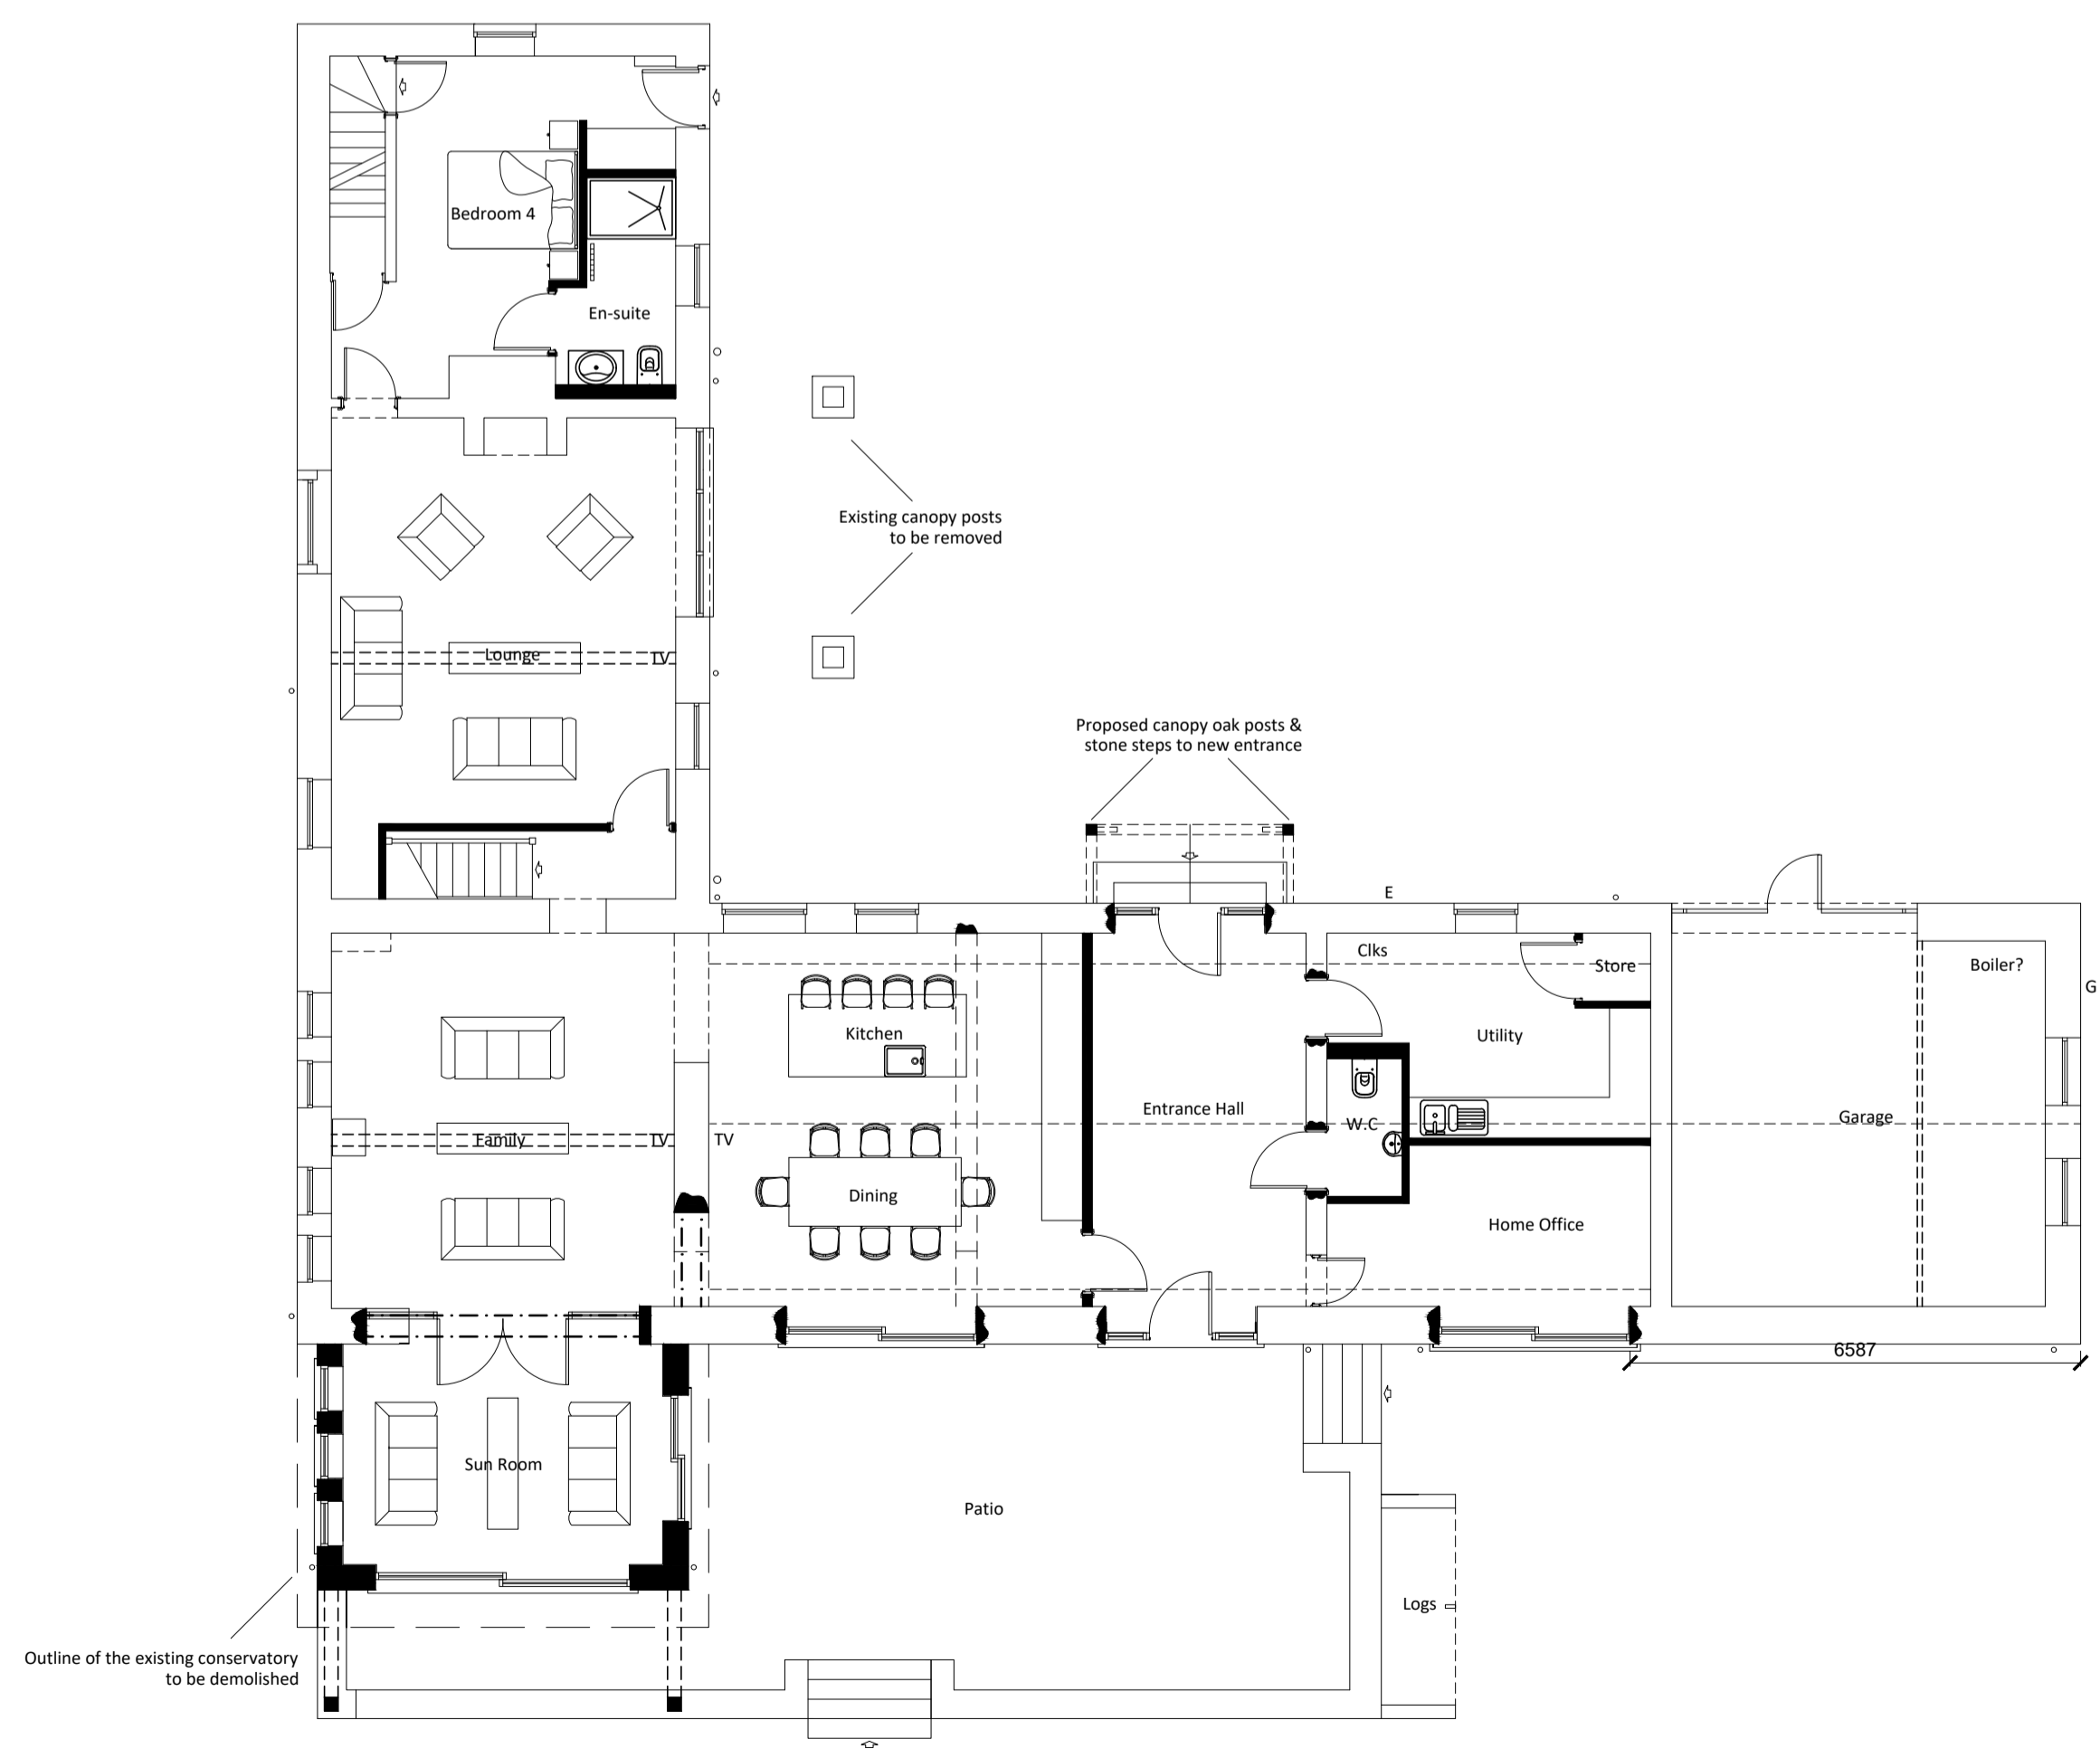 Bedroom 4
En-suite
Existing canopy posts
to be removed
Lounge
TV
Proposed canopy oak posts &
stone steps to new entrance
E
Clks
Store
Boiler?
G
Kitchen
Utility
Entrance Hall
Garage
W.C
Family
TV
TV
Dining
Home Office
6587
Sun Room
Patio
Logs
Outline of the existing conservatory
to be demolished